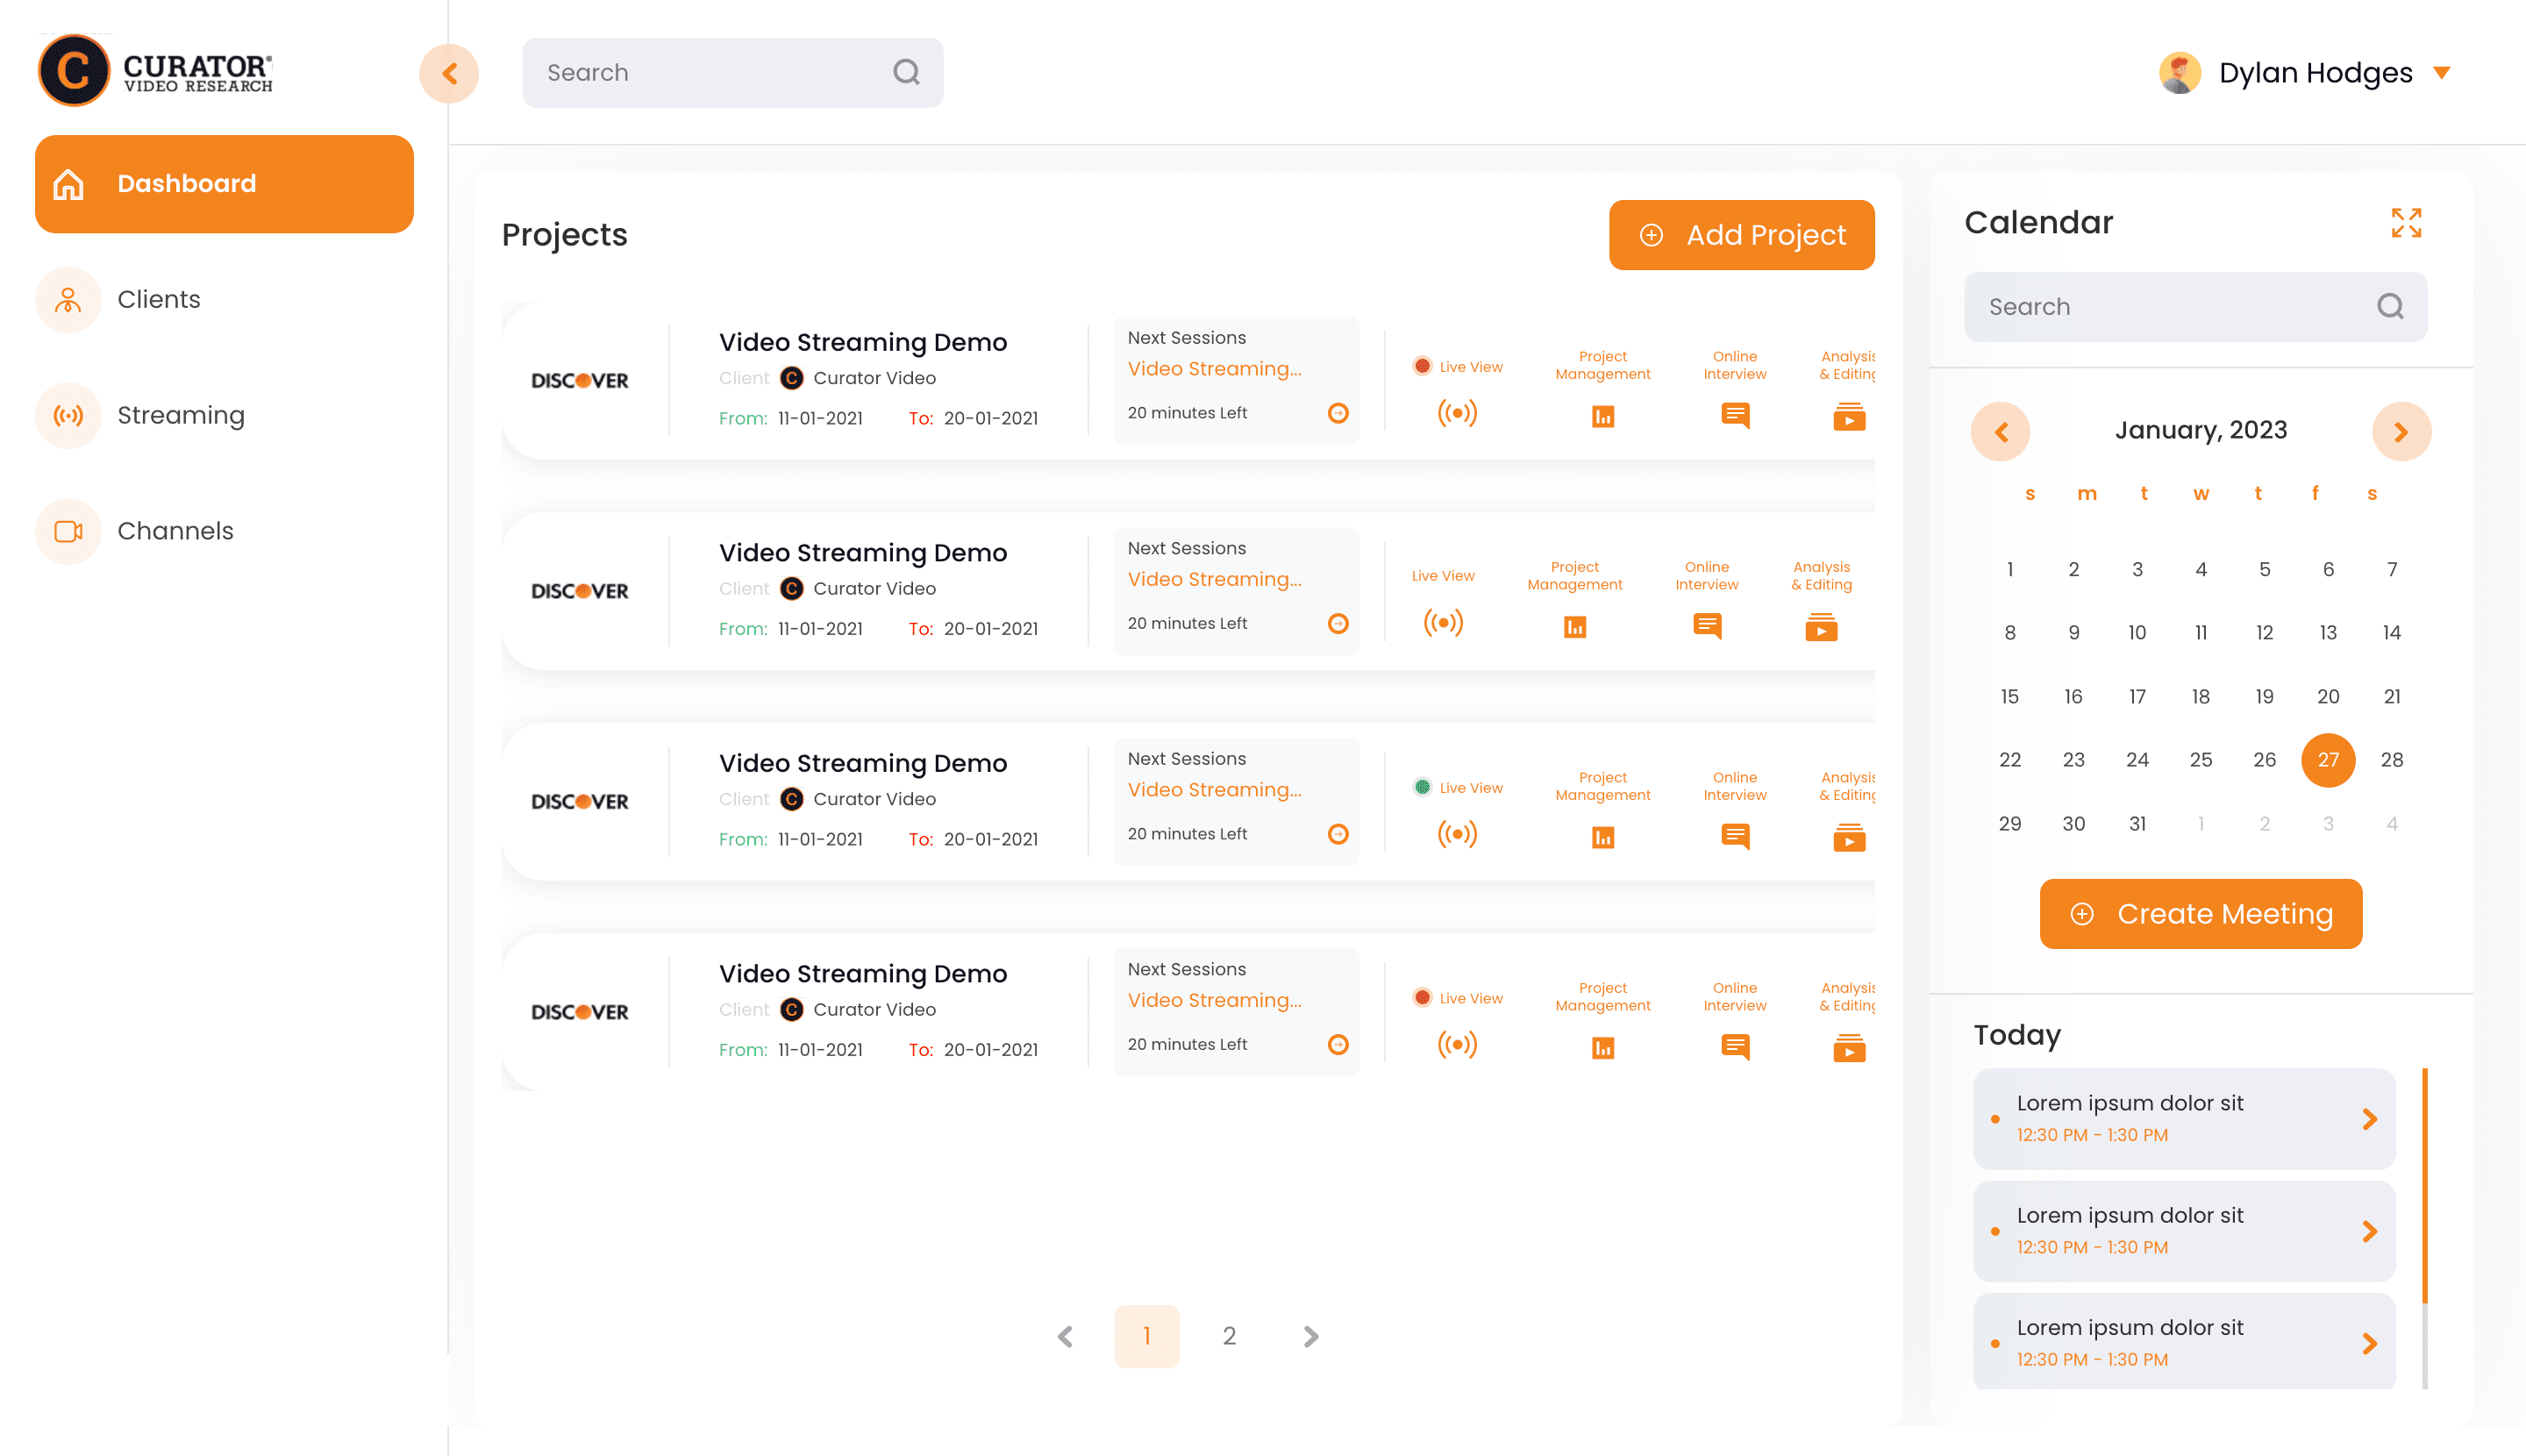 C CURATOR®
VIDEO RESEARCH
Search
Dylan Hodges
Dashboard
Clients
Streaming
Channels
Projects
Add Project
DISCOVER
Video Streaming Demo
Client C Curator Video
From: 11-01-2021 To: 20-01-2021
Next Sessions
Video Streaming...
20 minutes Left
Live View
Project
Management
Online
Interview
Analysis
& Editing
DISCOVER
Video Streaming Demo
Client C Curator Video
From: 11-01-2021 To: 20-01-2021
Next Sessions
Video Streaming...
20 minutes Left
Live View
Project
Management
Online
Interview
Analysis
& Editing
DISCOVER
Video Streaming Demo
Client C Curator Video
From: 11-01-2021 To: 20-01-2021
Next Sessions
Video Streaming...
20 minutes Left
Live View
Project
Management
Online
Interview
Analysis
& Editing
DISCOVER
Video Streaming Demo
Client C Curator Video
From: 11-01-2021 To: 20-01-2021
Next Sessions
Video Streaming...
20 minutes Left
Live View
Project
Management
Online
Interview
Analysis
& Editing
1 2
Calendar
Search
January, 2023
s m t w t f s
1 2 3 4 5 6 7
8 9 10 11 12 13 14
15 16 17 18 19 20 21
22 23 24 25 26 27 28
29 30 31 1 2 3 4
Create Meeting
Today
Lorem ipsum dolor sit
12:30 PM - 1:30 PM
Lorem ipsum dolor sit
12:30 PM - 1:30 PM
Lorem ipsum dolor sit
12:30 PM - 1:30 PM